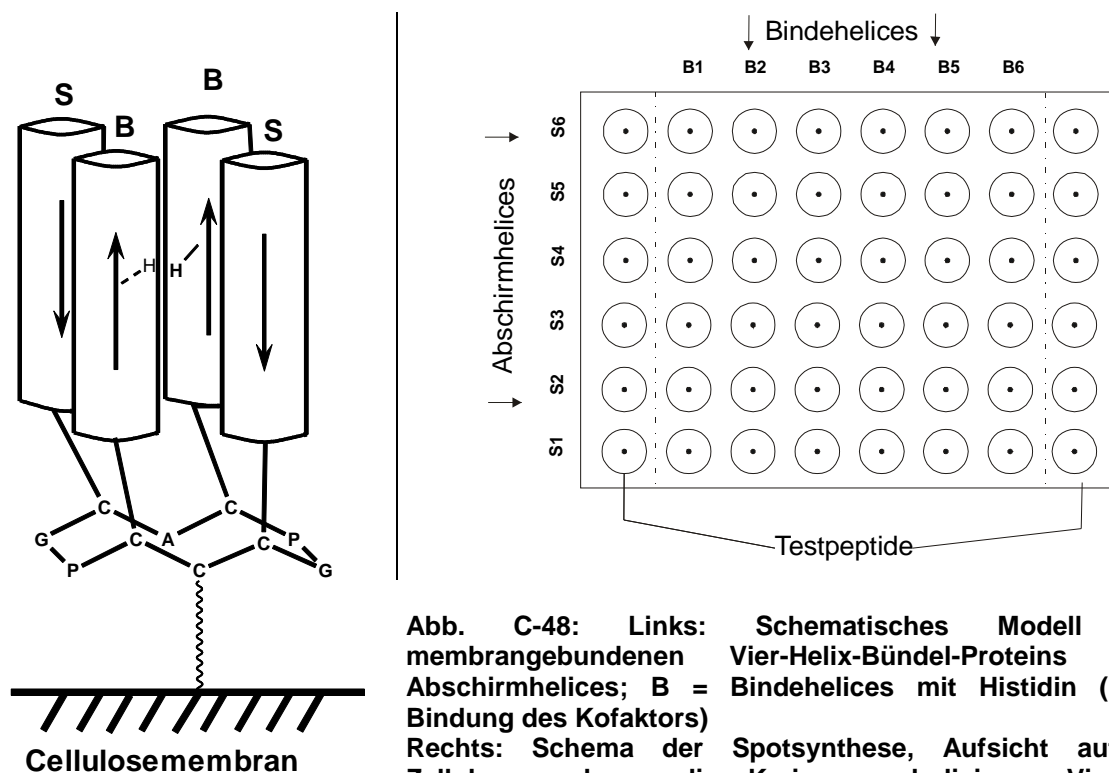 S
B
B
S
H
H
C
C
G
C
A
C
P
P
C
G
Cellulosemembran
Bindehelices
B1 B2 B3 B4 B5 B6
Abschirmhelices
S6
S5
S4
S3
S2
S1
Testpeptide
Abb. C-48: Links: Schematisches Modell
membrangebundenen Vier-Helix-Bündel-Proteins
Abschirmhelices; B = Bindehelices mit Histidin (
Bindung des Kofaktors)
Rechts: Schema der Spotsynthese, Aufsicht au